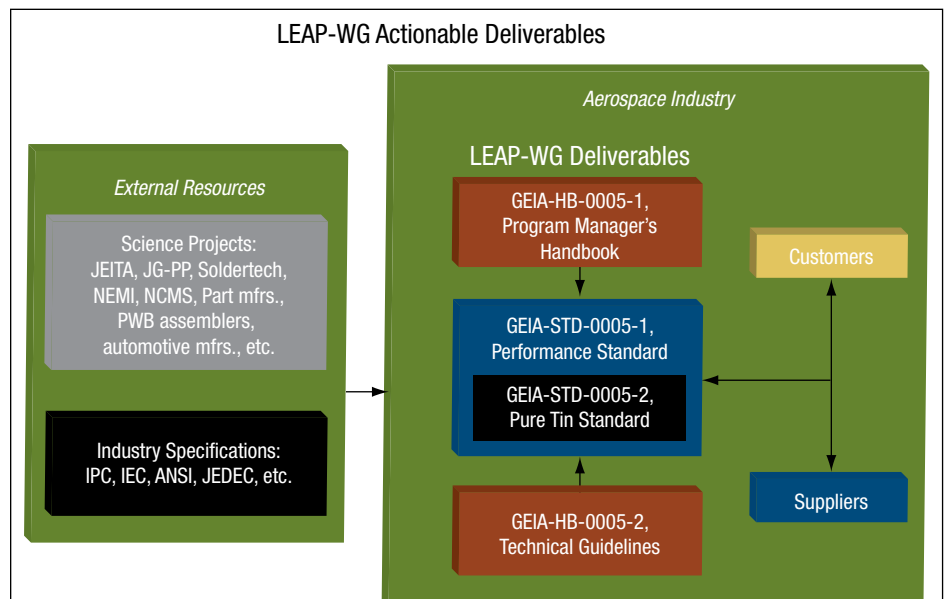 LEAP-WG Actionable Deliverables
External Resources
Science Projects:
JEITA, JG-PP, Soldertech,
NEMI, NCMS, Part mfrs.,
PWB assemblers,
automotive mfrs., etc.
Industry Specifications:
IPC, IEC, ANSI, JEDEC, etc.
Aerospace Industry
LEAP-WG Deliverables
GEIA-HB-0005-1,
Program Manager’s
Handbook
GEIA-STD-0005-1,
Performance Standard
GEIA-STD-0005-2,
Pure Tin Standard
GEIA-HB-0005-2,
Technical Guidelines
Customers
Suppliers